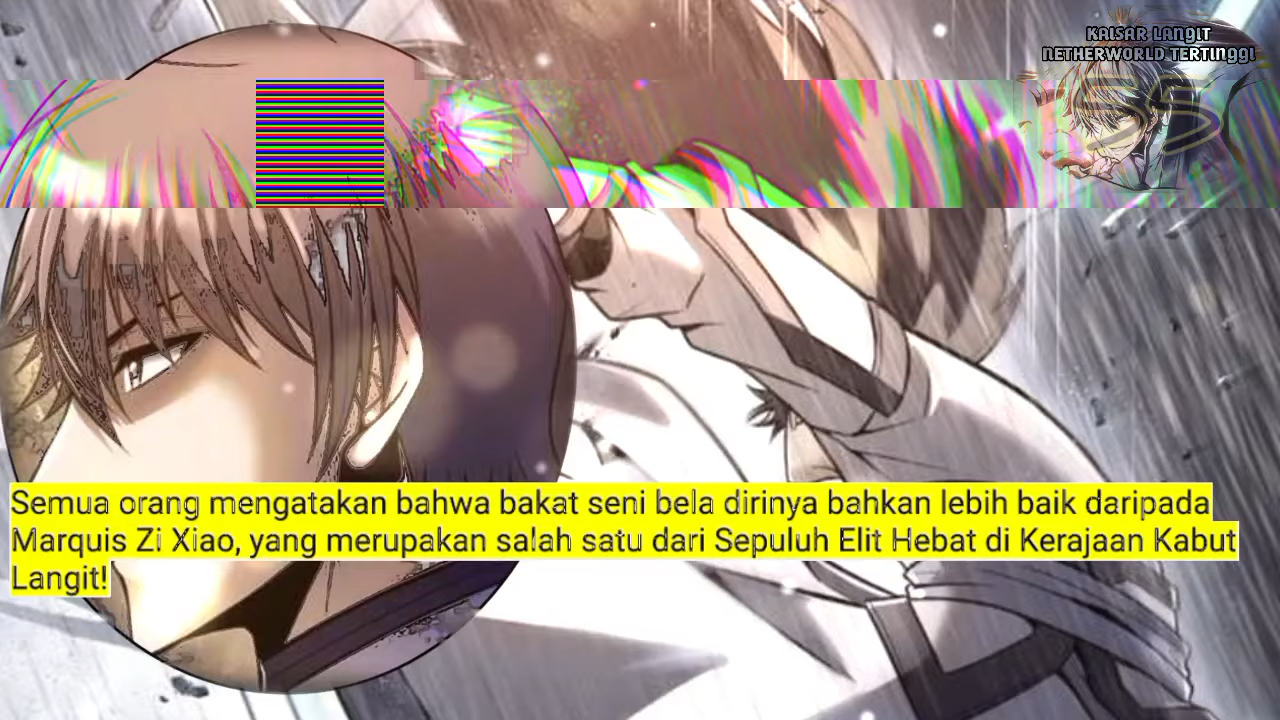 KAISAR LANGIT
NETHERWORLD TERTINGGI
Semua orang mengatakan bahwa bakat seni bela dirinya bahkan lebih baik daripada
Marquis Zi Xiao, yang merupakan salah satu dari Sepuluh Elit Hebat di Kerajaan Kabut
Langit!